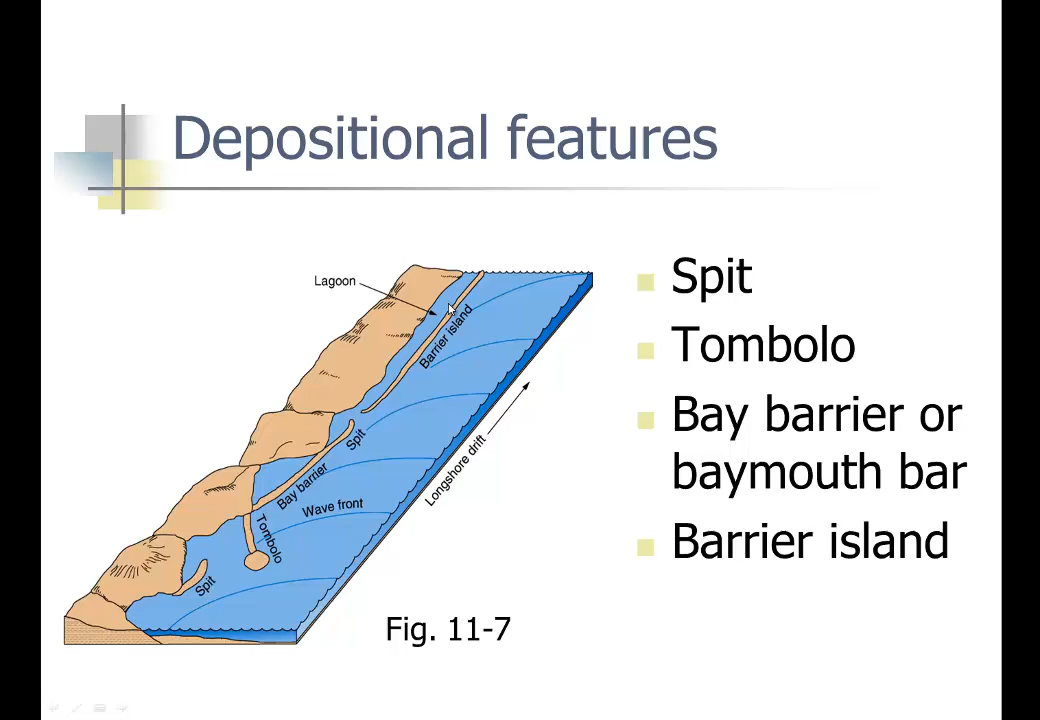 Depositional features
Lagoon
Barrier island
Spit
Bay barrier
Longshore drift
Wave front
Tombolo
Spit
Fig. 11-7
Spit
Tombolo
Bay barrier or
baymouth bar
Barrier island